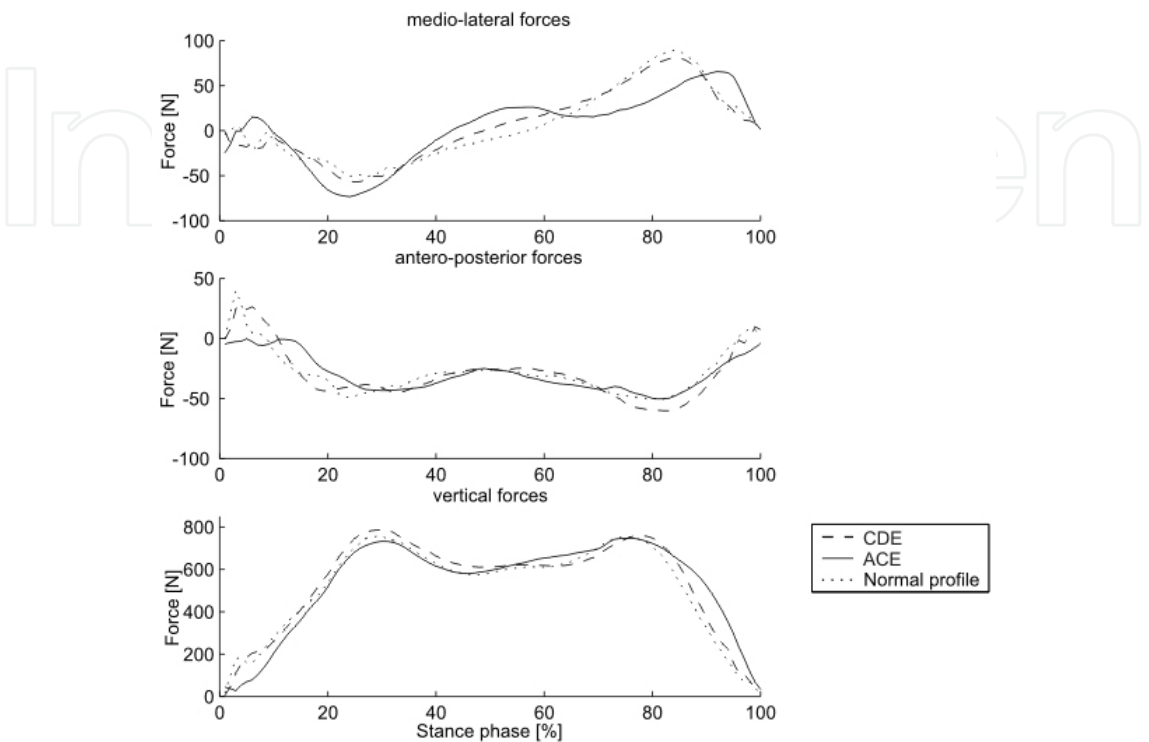 medio-lateral forces
100
50
0
-50
-100
Force [N]
0 20 40 60 80 100
antero-posterior forces
50
0
-50
-100
Force [N]
0 20 40 60 80 100
vertical forces
800
600
400
200
0
Force [N]
0 20 40 60 80 100
Stance phase [%]
CDE
ACE
Normal profile
In
en